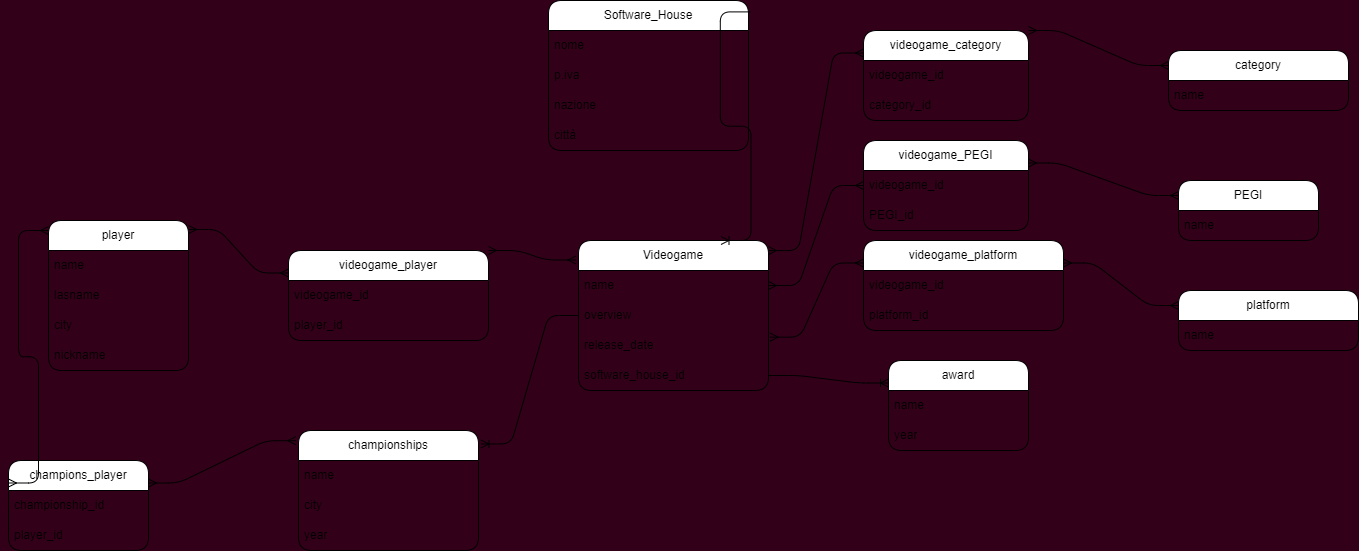 Software_House
nome
p.iva
nazione
città
videogame_category
videogame_id
category_id
category
name
videogame_PEGI
videogame_id
PEGI_id
PEGI
name
player
name
lasname
city
nickname
videogame_player
videogame_id
player_id
Videogame
name
overview
release_date
software_house_id
videogame_platform
videogame_id
platform_id
platform
name
award
name
year
championships
name
city
year
champions_player
championship_id
player_id